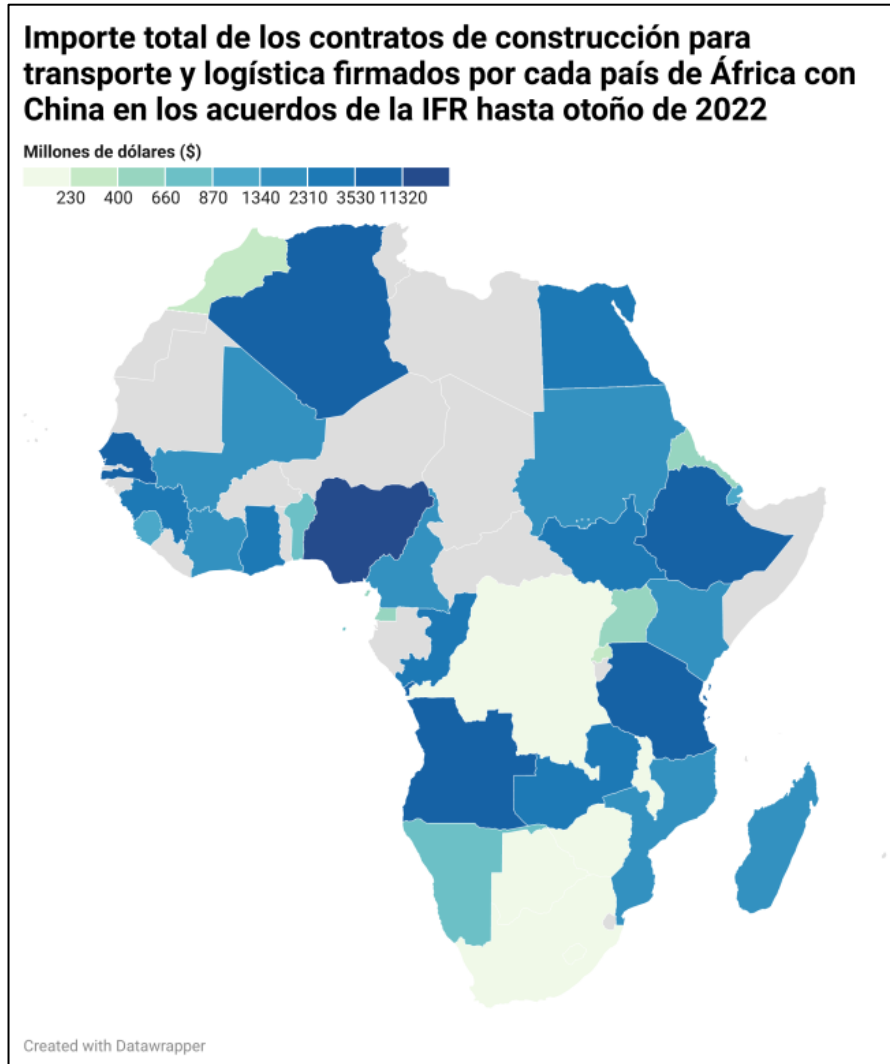 Importe total de los contratos de construcción para
transporte y logística firmados por cada país de África con
China en los acuerdos de la IFR hasta otoño de 2022
Millones de dólares ($)
230 400 660 870 1340 2310 3530 11320
Created with Datawrapper